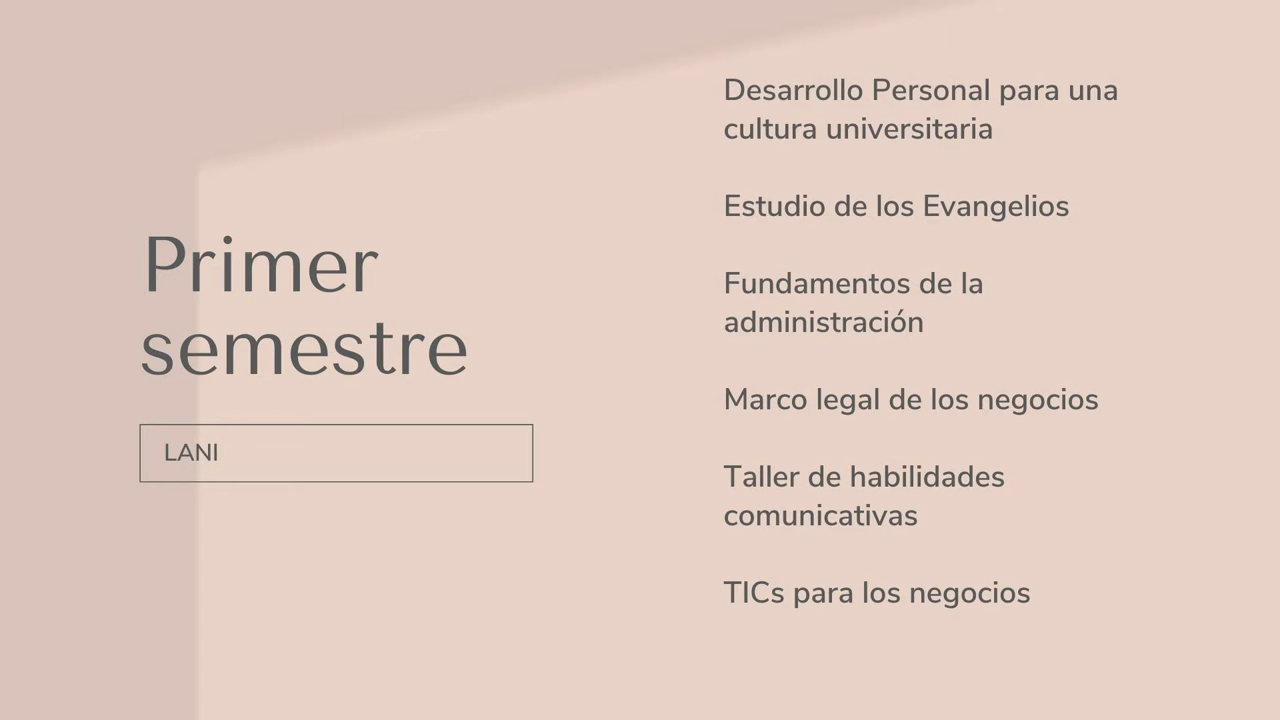 Primer
semestre
LANI
Desarrollo Personal para una
cultura universitaria
Estudio de los Evangelios
Fundamentos de la
administración
Marco legal de los negocios
Taller de habilidades
comunicativas
TICs para los negocios